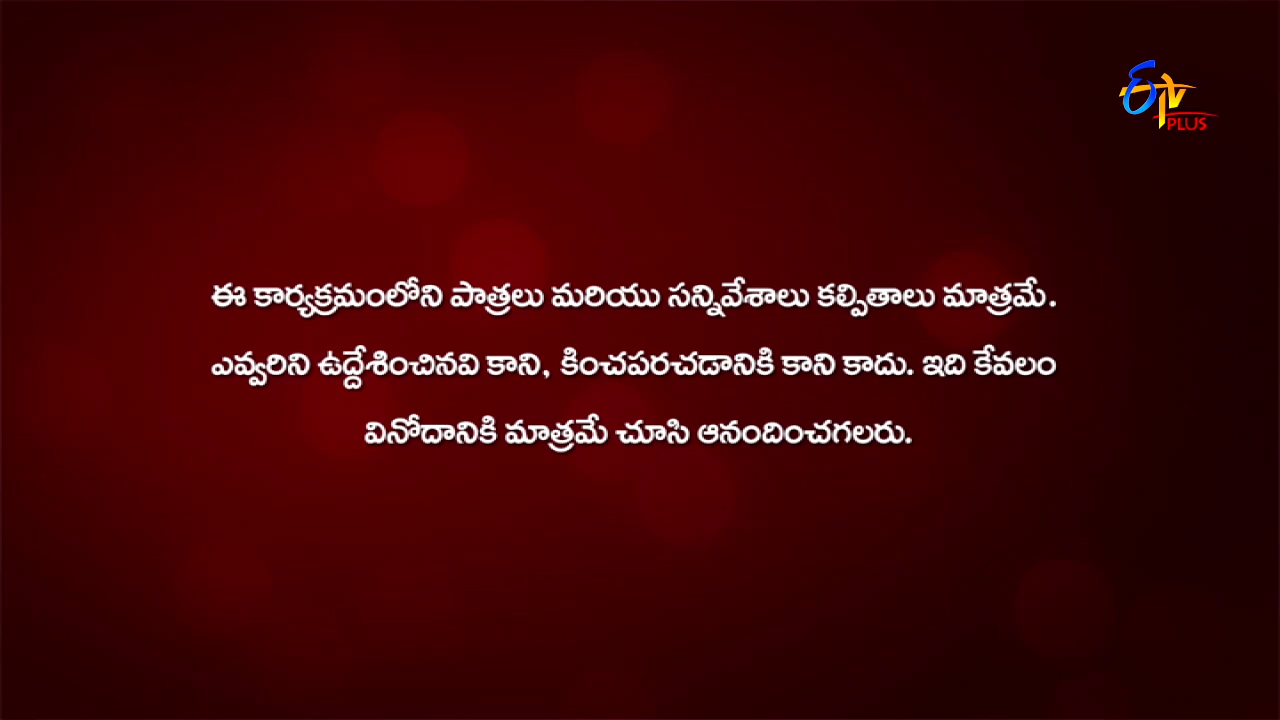 ETV
PLUS
ఈ కార్యక్రమంలోని పాత్రలు మరియు సన్నివేశాలు కల్పితాలు మాత్రమే.
ఎవ్వరిని ఉద్దేశించినవి కాని, కించపరచడానికి కాని కాదు. ఇది కేవలం
వినోదానికి మాత్రమే చూసి ఆనందించగలరు.